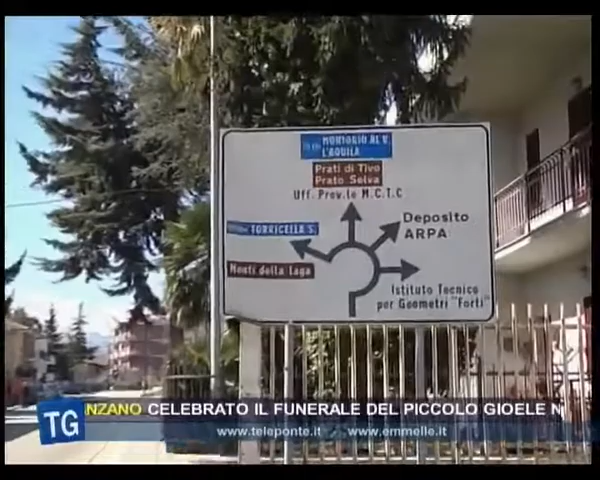 MONTORIO AL V.
L'AQUILA
Prati di Tivo
Prato Selva
Uff. Prov.le M.C.T.C
TORRICELLA S.
Deposito
ARPA
Monti della Laga
Istituto Tecnico
per Geometri "Forti"
NZANO CELEBRATO IL FUNERALE DEL PICCOLO GIOELE N
TG
www.teleponte.it www.emmelle.it